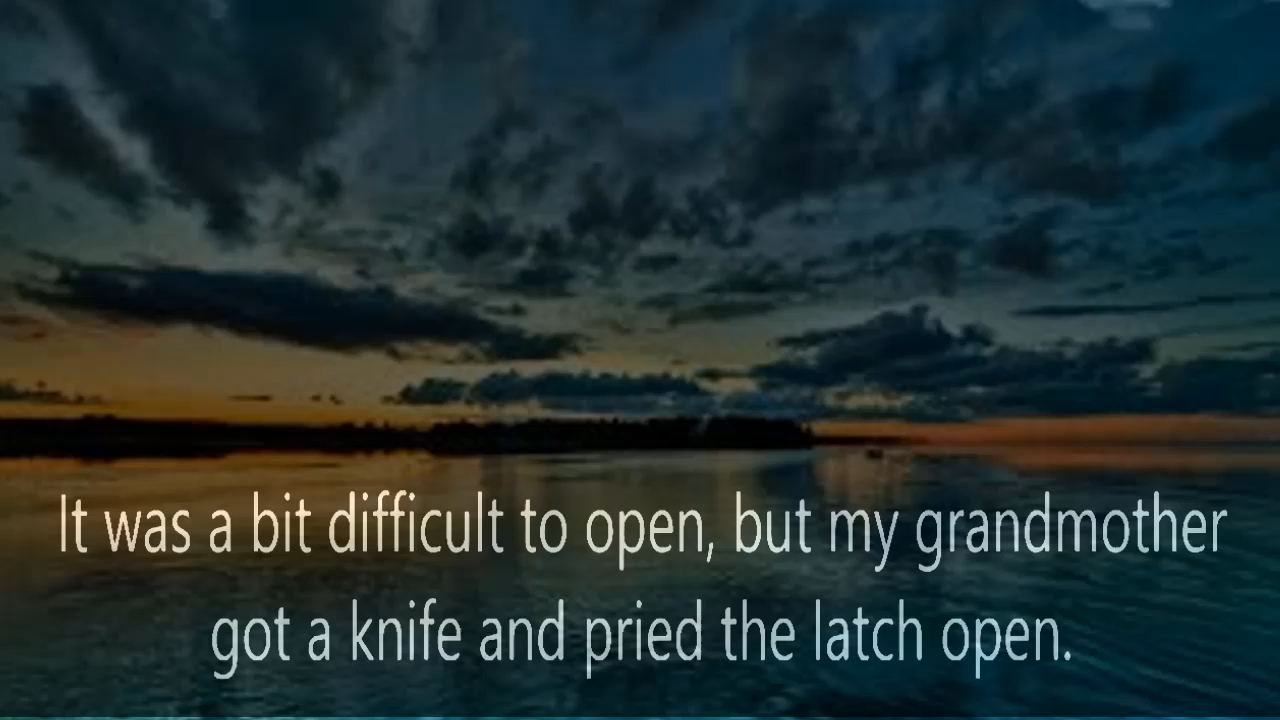 It was a bit difficult to open, but my grandmother
got a knife and pried the latch open.